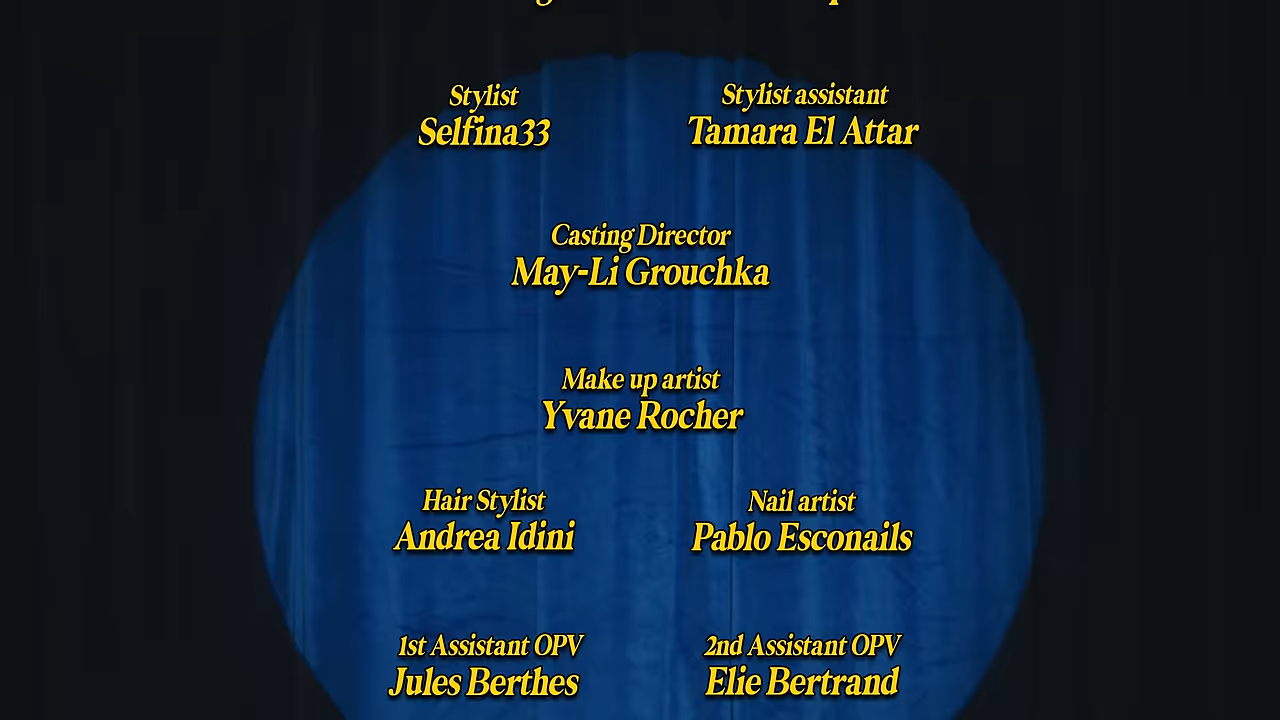 Stylist
Selfina33
Stylist assistant
Tamara El Attar
Casting Director
May-Li Grouchka
Make up artist
Yvane Rocher
Hair Stylist
Andrea Idini
Nail artist
Pablo Esconails
1st Assistant OPV
Jules Berthes
2nd Assistant OPV
Elie Bertrand